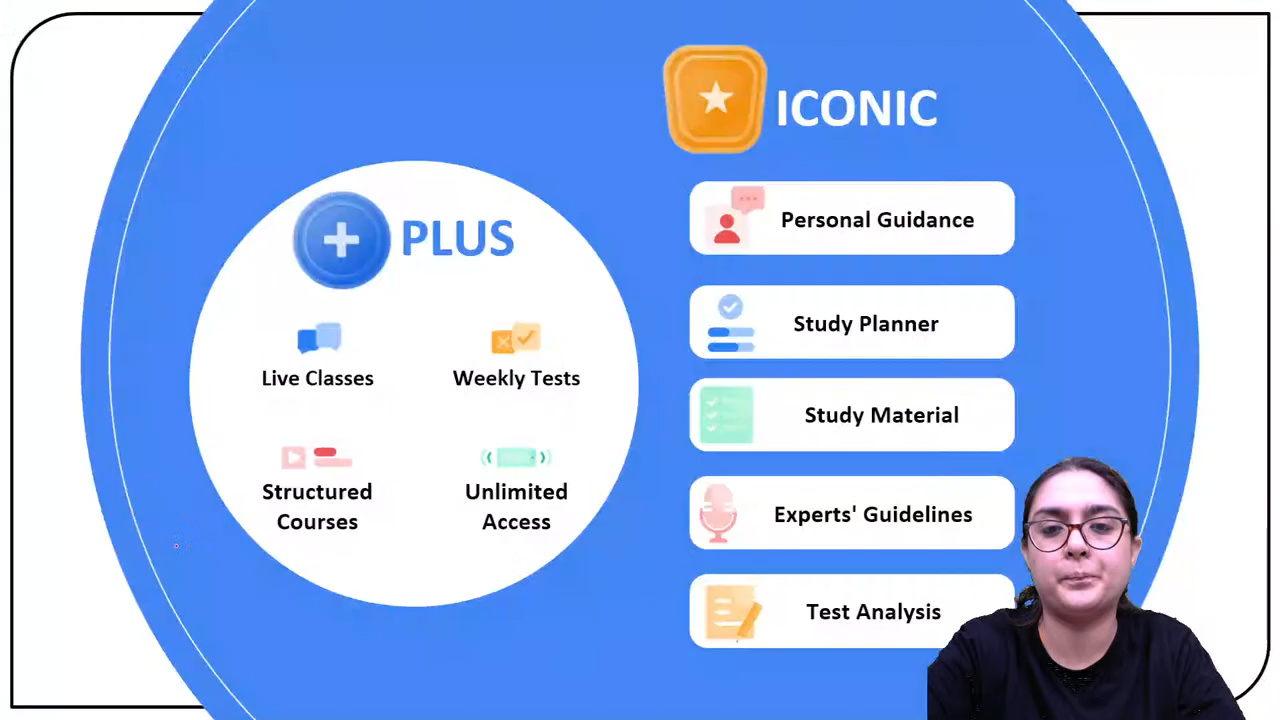 ICONIC
PLUS
Live Classes
Weekly Tests
Structured
Courses
Unlimited
Access
Personal Guidance
Study Planner
Study Material
Experts' Guidelines
Test Analysis